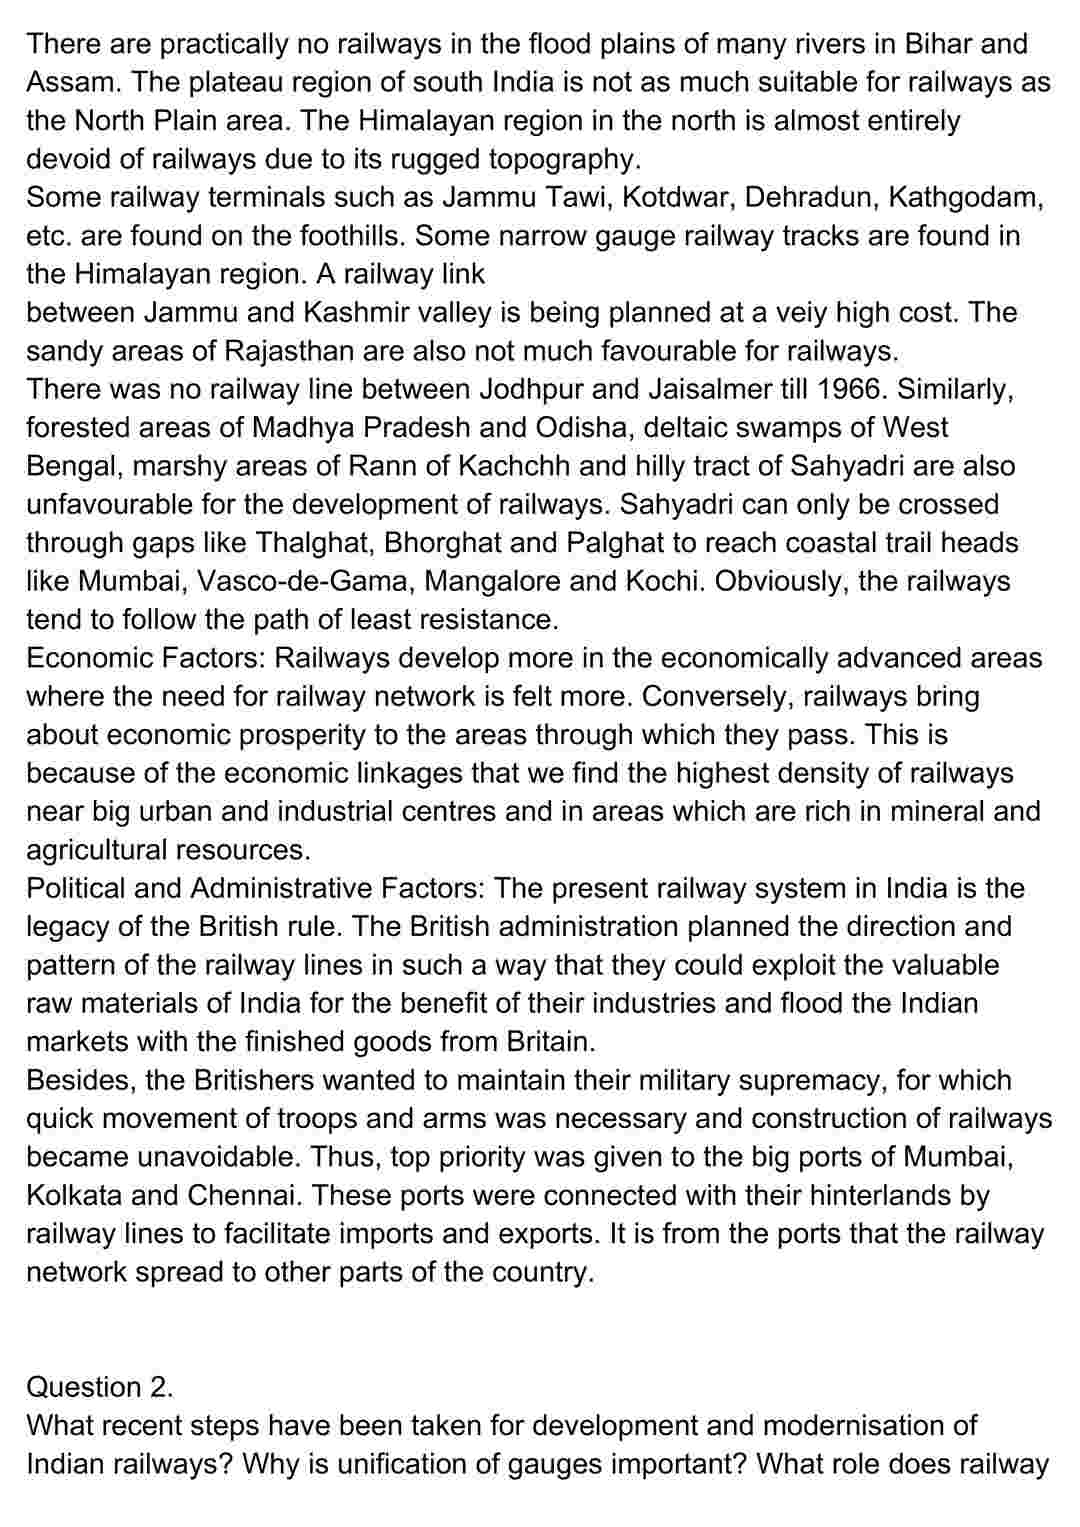 There are practically no railways in the flood plains of many rivers in Bihar and
Assam. The plateau region of south India is not as much suitable for railways as
the North Plain area. The Himalayan region in the north is almost entirely
devoid of railways due to its rugged topography.
Some railway terminals such as Jammu Tawi, Kotdwar, Dehradun, Kathgodam,
etc. are found on the foothills. Some narrow gauge railway tracks are found in
the Himalayan region. A railway link
between Jammu and Kashmir valley is being planned at a veiy high cost. The
sandy areas of Rajasthan are also not much favourable for railways.
There was no railway line between Jodhpur and Jaisalmer till 1966. Similarly,
forested areas of Madhya Pradesh and Odisha, deltaic swamps of West
Bengal, marshy areas of Rann of Kachchh and hilly tract of Sahyadri are also
unfavourable for the development of railways. Sahyadri can only be crossed
through gaps like Thalghat, Bhorghat and Palghat to reach coastal trail heads
like Mumbai, Vasco-de-Gama, Mangalore and Kochi. Obviously, the railways
tend to follow the path of least resistance.
Economic Factors: Railways develop more in the economically advanced areas
where the need for railway network is felt more. Conversely, railways bring
about economic prosperity to the areas through which they pass. This is
because of the economic linkages that we find the highest density of railways
near big urban and industrial centres and in areas which are rich in mineral and
agricultural resources.
Political and Administrative Factors: The present railway system in India is the
legacy of the British rule. The British administration planned the direction and
pattern of the railway lines in such a way that they could exploit the valuable
raw materials of India for the benefit of their industries and flood the Indian
markets with the finished goods from Britain.
Besides, the Britishers wanted to maintain their military supremacy, for which
quick movement of troops and arms was necessary and construction of railways
became unavoidable. Thus, top priority was given to the big ports of Mumbai,
Kolkata and Chennai. These ports were connected with their hinterlands by
railway lines to facilitate imports and exports. It is from the ports that the railway
network spread to other parts of the country.
Question 2.
What recent steps have been taken for development and modernisation of
Indian railways? Why is unification of gauges important? What role does railway